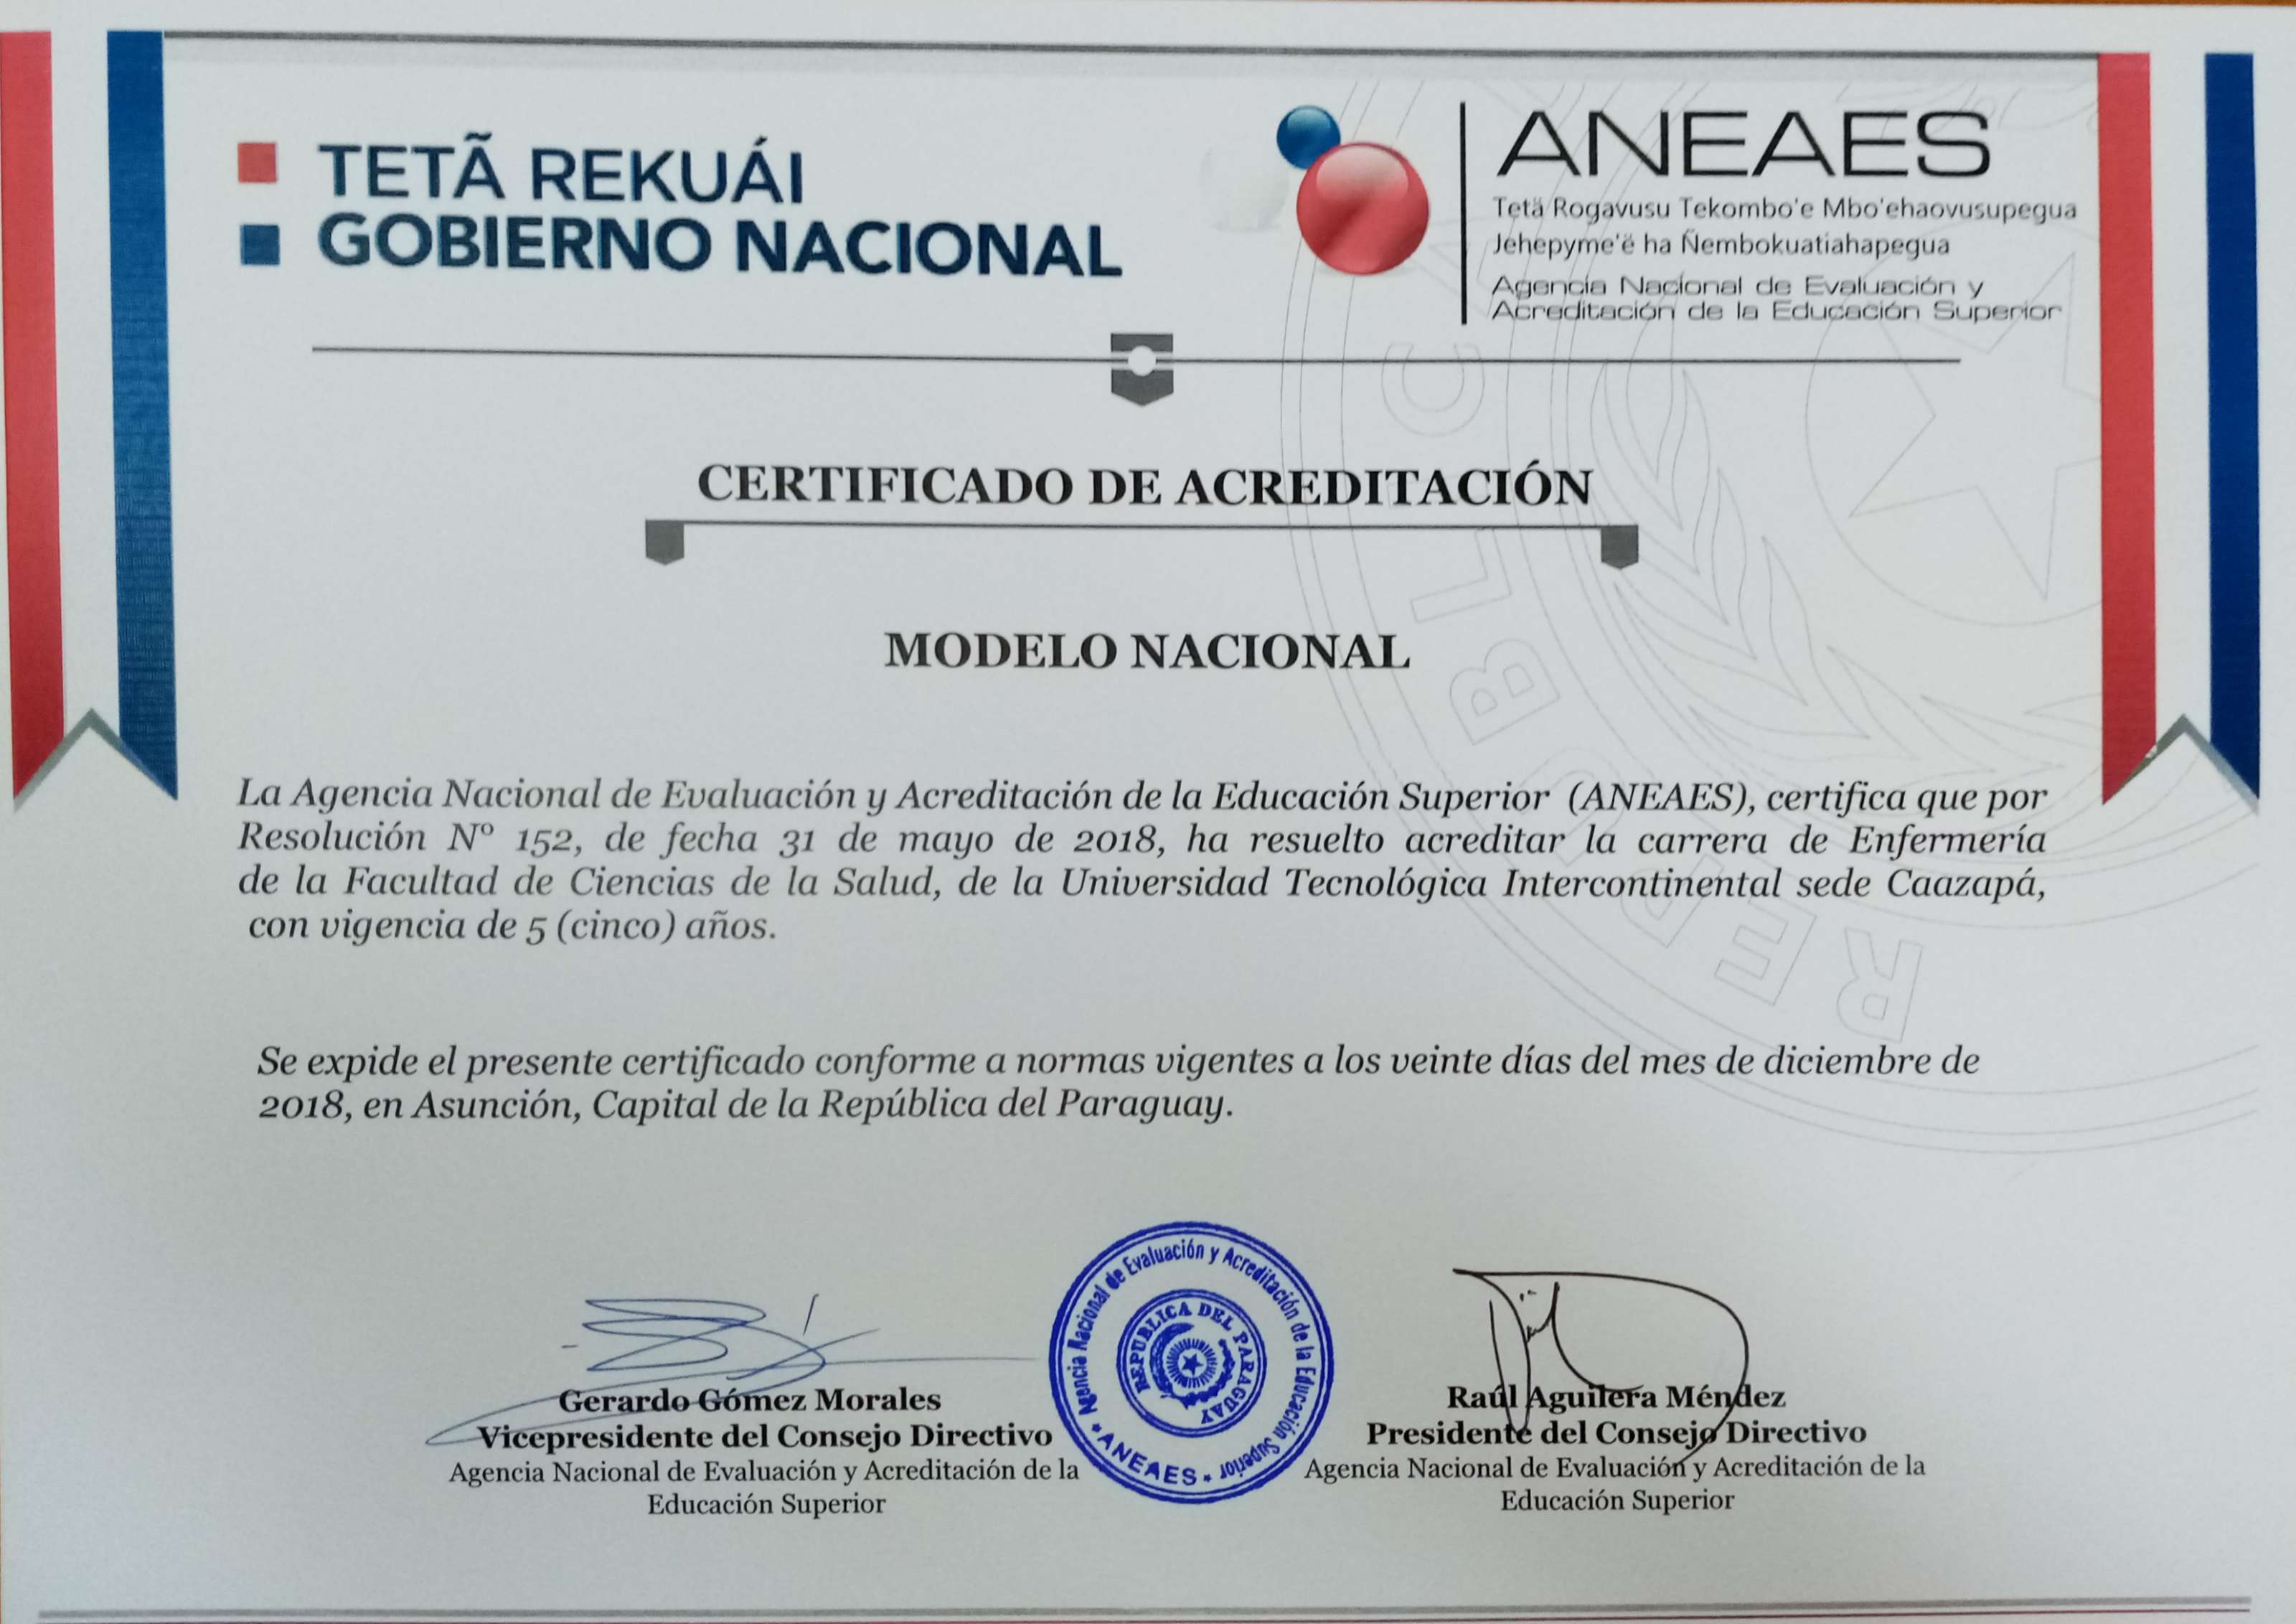 TETÃ REKUÁI
GOBIERNO NACIONAL
ANEAES
Tetã Rogavusu Tekombo'e Mbo'ehaovusupegua
Jehepyme'ẽ ha Ñembokuatiahapegua
Agencia Nacional de Evaluación y
Acreditación de la Educación Superior
CERTIFICADO DE ACREDITACIÓN
MODELO NACIONAL
La Agencia Nacional de Evaluación y Acreditación de la Educación Superior (ANEAES), certifica que por
Resolución Nº 152, de fecha 31 de mayo de 2018, ha resuelto acreditar la carrera de Enfermería
de la Facultad de Ciencias de la Salud, de la Universidad Tecnológica Intercontinental sede Caazapá,
con vigencia de 5 (cinco) años.
Se expide el presente certificado conforme a normas vigentes a los veinte días del mes de diciembre de
2018, en Asunción, Capital de la República del Paraguay.
Gerardo Gómez Morales
Vicepresidente del Consejo Directivo
Agencia Nacional de Evaluación y Acreditación de la
Educación Superior
Agencia Nacional de Evaluación y Acreditación de la Educación Superior
* ANEAES *
REPUBLICA DEL PARAGUAY
Raúl Aguilera Méndez
Presidente del Consejo Directivo
Agencia Nacional de Evaluación y Acreditación de la
Educación Superior
REPUBLIC